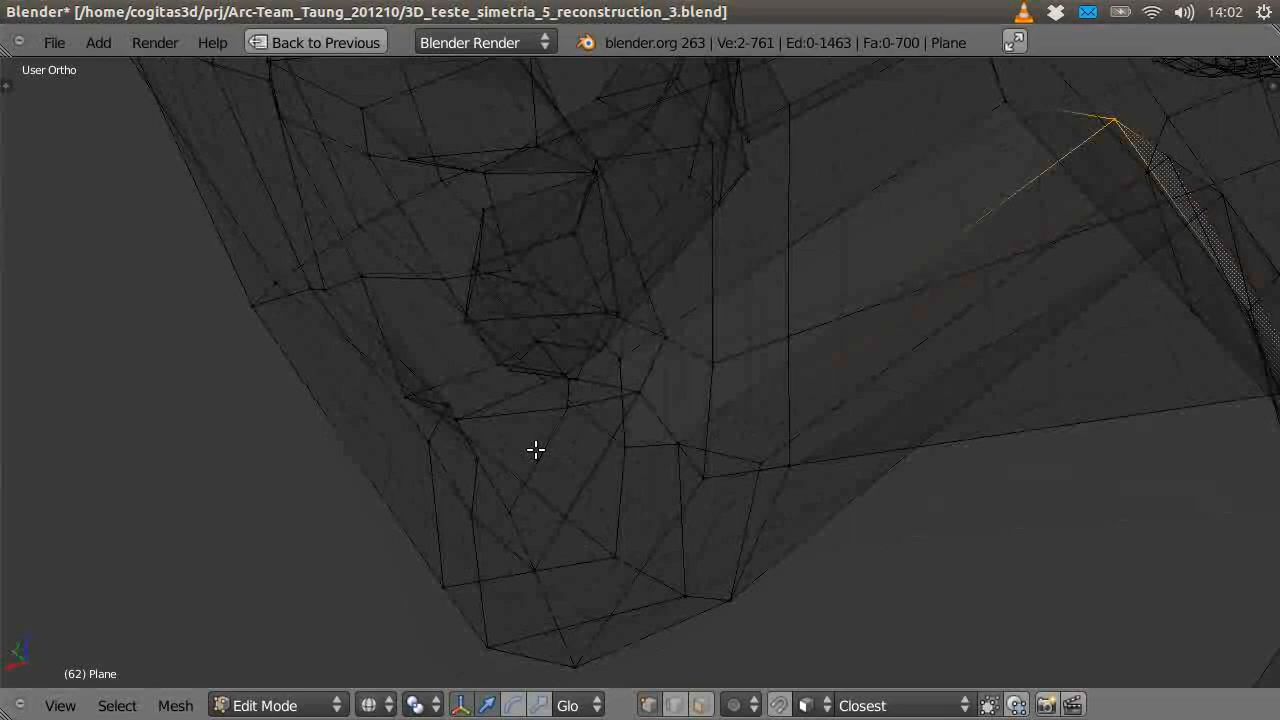 Blender* [/home/cogitas3d/prj/Arc-Team_Taung_201210/3D_teste_simetria_5_reconstruction_3.blend]
14:02
File Add Render Help Back to Previous Blender Render blender.org 263 | Ve:2-761 | Ed:0-1463 | Fa:0-700 | Plane
User Ortho
(62) Plane
View Select Mesh Edit Mode Glo Closest